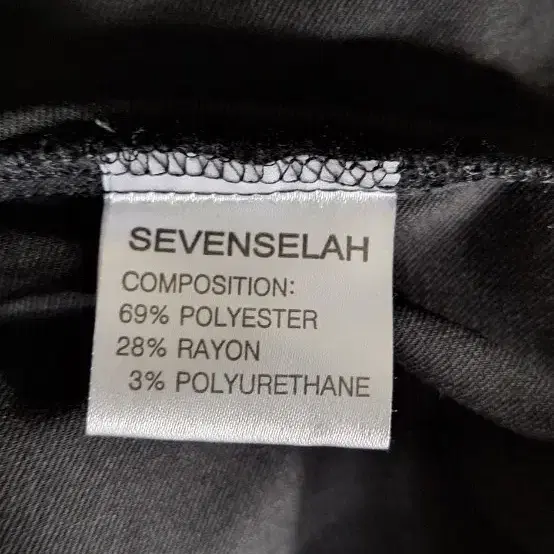 SEVENSELAH
COMPOSITION:
69% POLYESTER
28% RAYON
3% POLYURETHANE